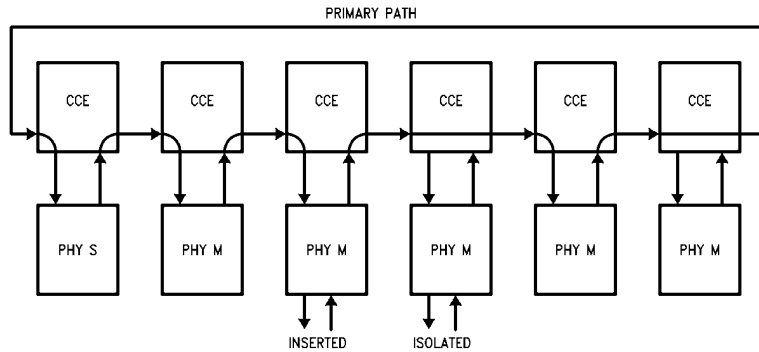 PRIMARY PATH
CCE CCE CCE CCE CCE CCE
PHY S PHY M PHY M PHY M PHY M PHY M
INSERTED ISOLATED